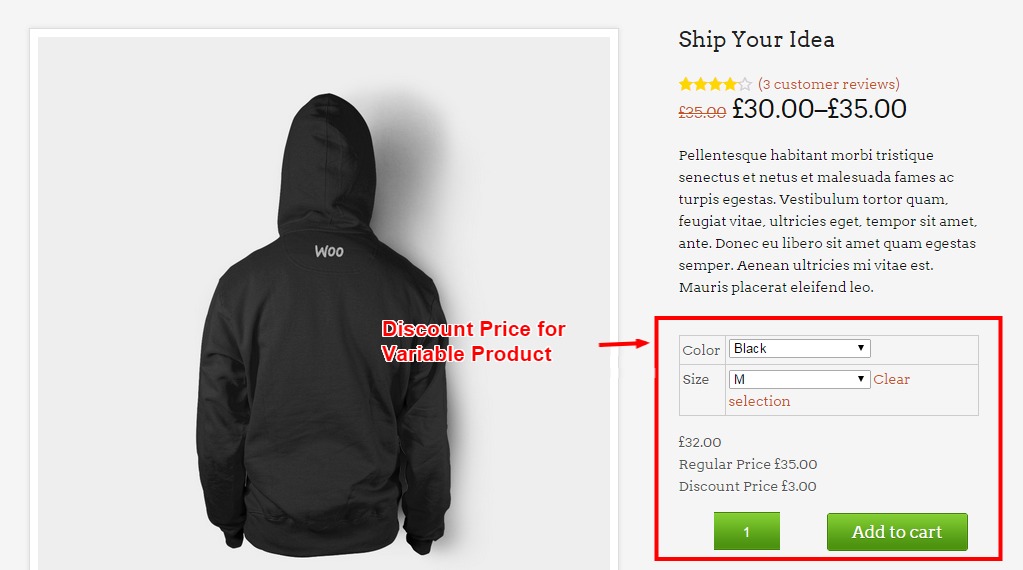 Ship Your Idea
(3 customer reviews)
£35.00 £30.00–£35.00
Pellentesque habitant morbi tristique
senectus et netus et malesuada fames ac
turpis egestas. Vestibulum tortor quam,
feugiat vitae, ultricies eget, tempor sit amet,
ante. Donec eu libero sit amet quam egestas
semper. Aenean ultricies mi vitae est.
Mauris placerat eleifend leo.
Woo
Discount Price for
Variable Product
Color Black
Size M Clear
selection
£32.00
Regular Price £35.00
Discount Price £3.00
1 Add to cart